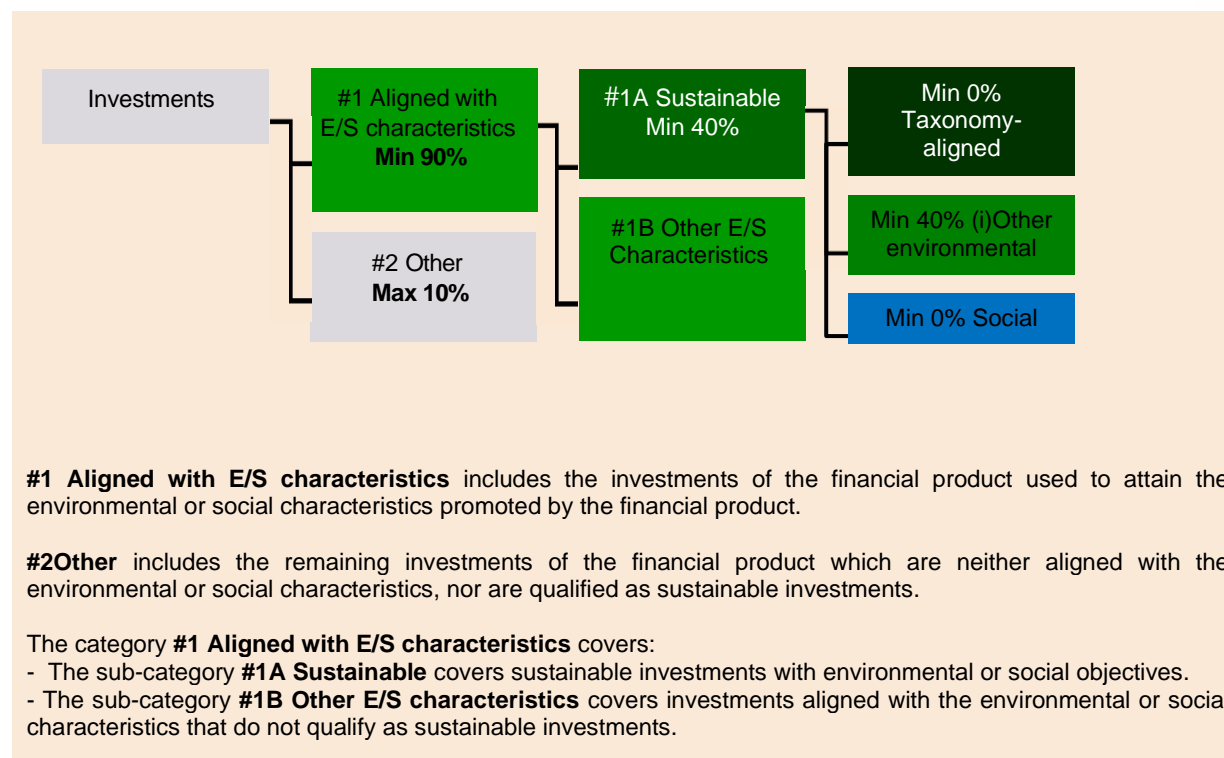 Investments
#1 Aligned with
E/S characteristics
Min 90%
#2 Other
Max 10%
#1A Sustainable
Min 40%
#1B Other E/S
Characteristics
Min 0%
Taxonomy-
aligned
Min 40% (i)Other
environmental
Min 0% Social
#1 Aligned with E/S characteristics includes the investments of the financial product used to attain the
environmental or social characteristics promoted by the financial product.
#2Other includes the remaining investments of the financial product which are neither aligned with the
environmental or social characteristics, nor are qualified as sustainable investments.
The category #1 Aligned with E/S characteristics covers:
- The sub-category #1A Sustainable covers sustainable investments with environmental or social objectives.
- The sub-category #1B Other E/S characteristics covers investments aligned with the environmental or social
characteristics that do not qualify as sustainable investments.